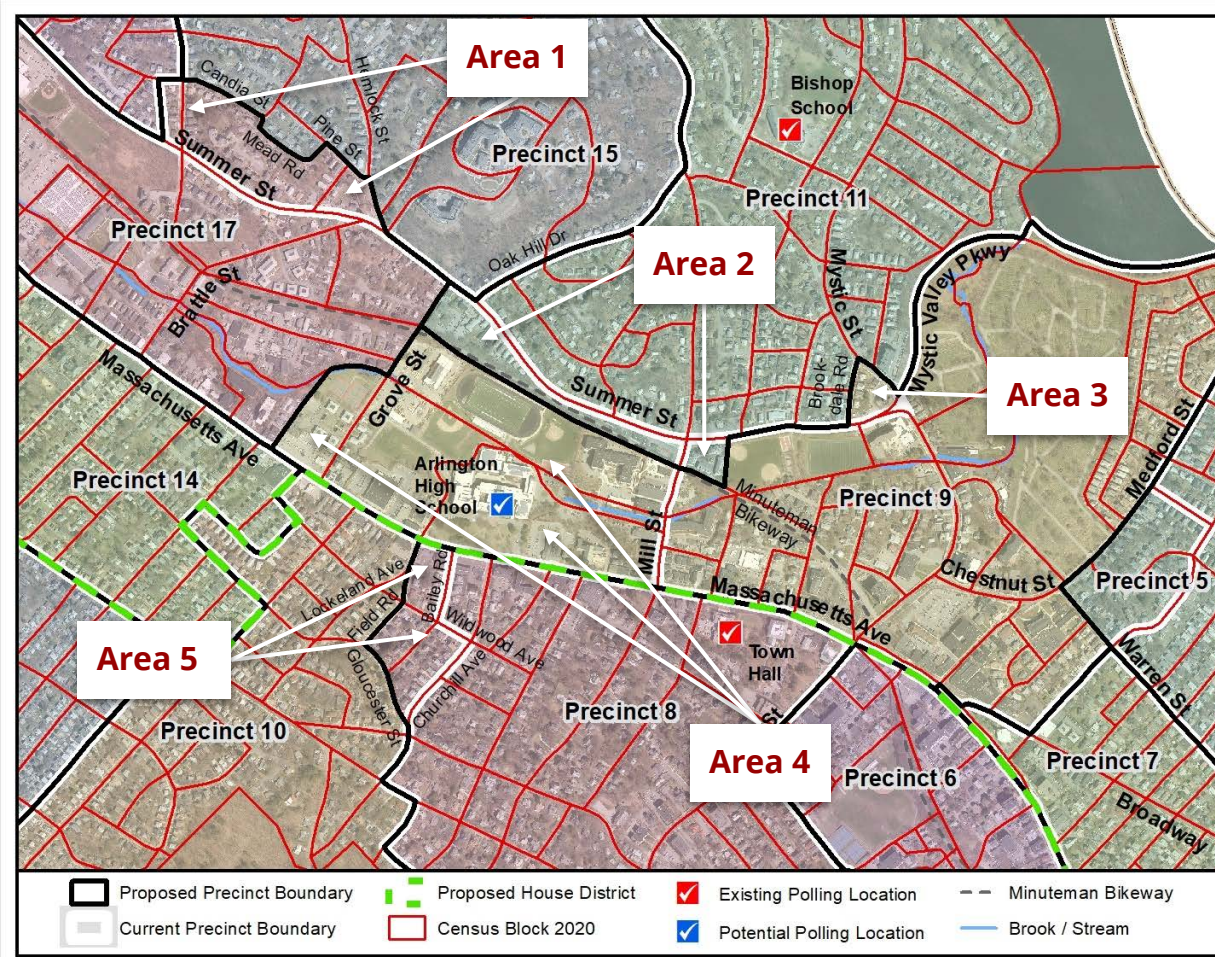 Area 1
Candia St
Hemlock St
Pine St
Mead Rd
Summer St
Bishop
School
Precinct 15
Precinct 11
Precinct 17
Oak Hill Dr
Area 2
Mystic St
Mystic Valley Pkwy
Brattle St
Brook-
dale Rd
Area 3
Massachusetts Ave
Grove St
Summer St
Medford St
Precinct 14
Arlington
High
School
Minuteman
Bikeway
Precinct 9
Mill St
Chestnut St
Precinct 5
Lockeland Ave
Bailey Rd
Field Rd
Massachusetts Ave
Area 5
Wildwood Ave
Town
Hall
Warren St
Gloucester St
Churchill Ave
Precinct 10
Precinct 8
St
Area 4
Precinct 6
Precinct 7
Broadway
Proposed Precinct Boundary
Proposed House District
Existing Polling Location
Minuteman Bikeway
Current Precinct Boundary
Census Block 2020
Potential Polling Location
Brook / Stream